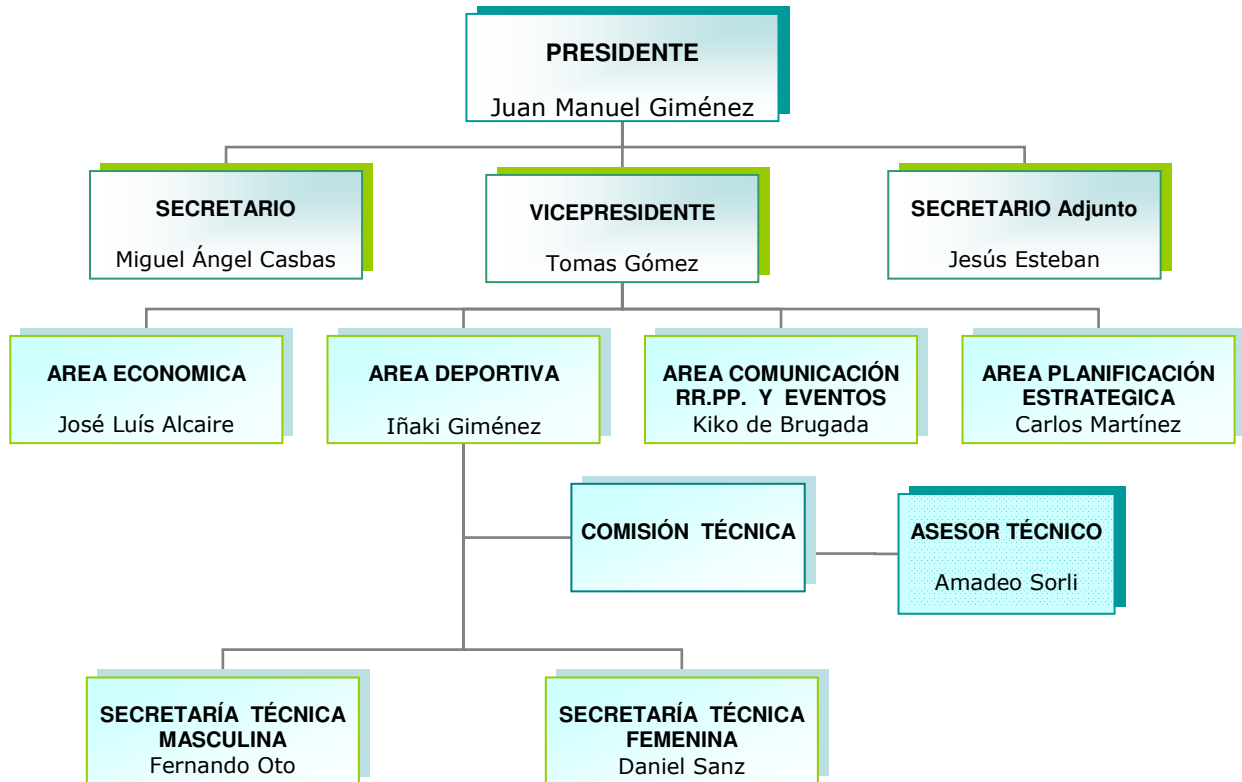 PRESIDENTE
Juan Manuel Giménez
SECRETARIO
Miguel Ángel Casbas
VICEPRESIDENTE
Tomas Gómez
SECRETARIO Adjunto
Jesús Esteban
AREA ECONOMICA
José Luís Alcaire
AREA DEPORTIVA
Iñaki Giménez
AREA COMUNICACIÓN
RR.PP. Y EVENTOS
Kiko de Brugada
AREA PLANIFICACIÓN
ESTRATEGICA
Carlos Martínez
COMISIÓN TÉCNICA
ASESOR TÉCNICO
Amadeo Sorli
SECRETARÍA TÉCNICA
MASCULINA
Fernando Oto
SECRETARÍA TÉCNICA
FEMENINA
Daniel Sanz